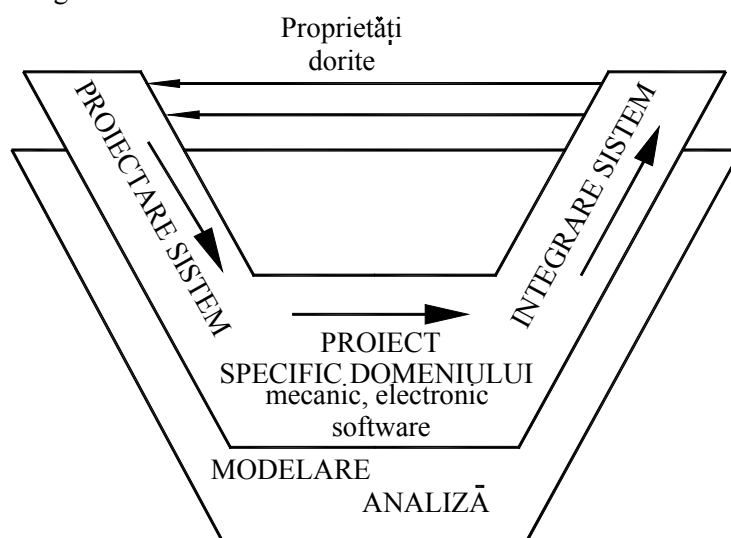 Proprietăți
dorite
PROIECTARE SISTEM
INTEGRARE SISTEM
PROIECT
SPECIFIC DOMENIULUI
mecanic, electronic
software
MODELARE
ANALIZĂ